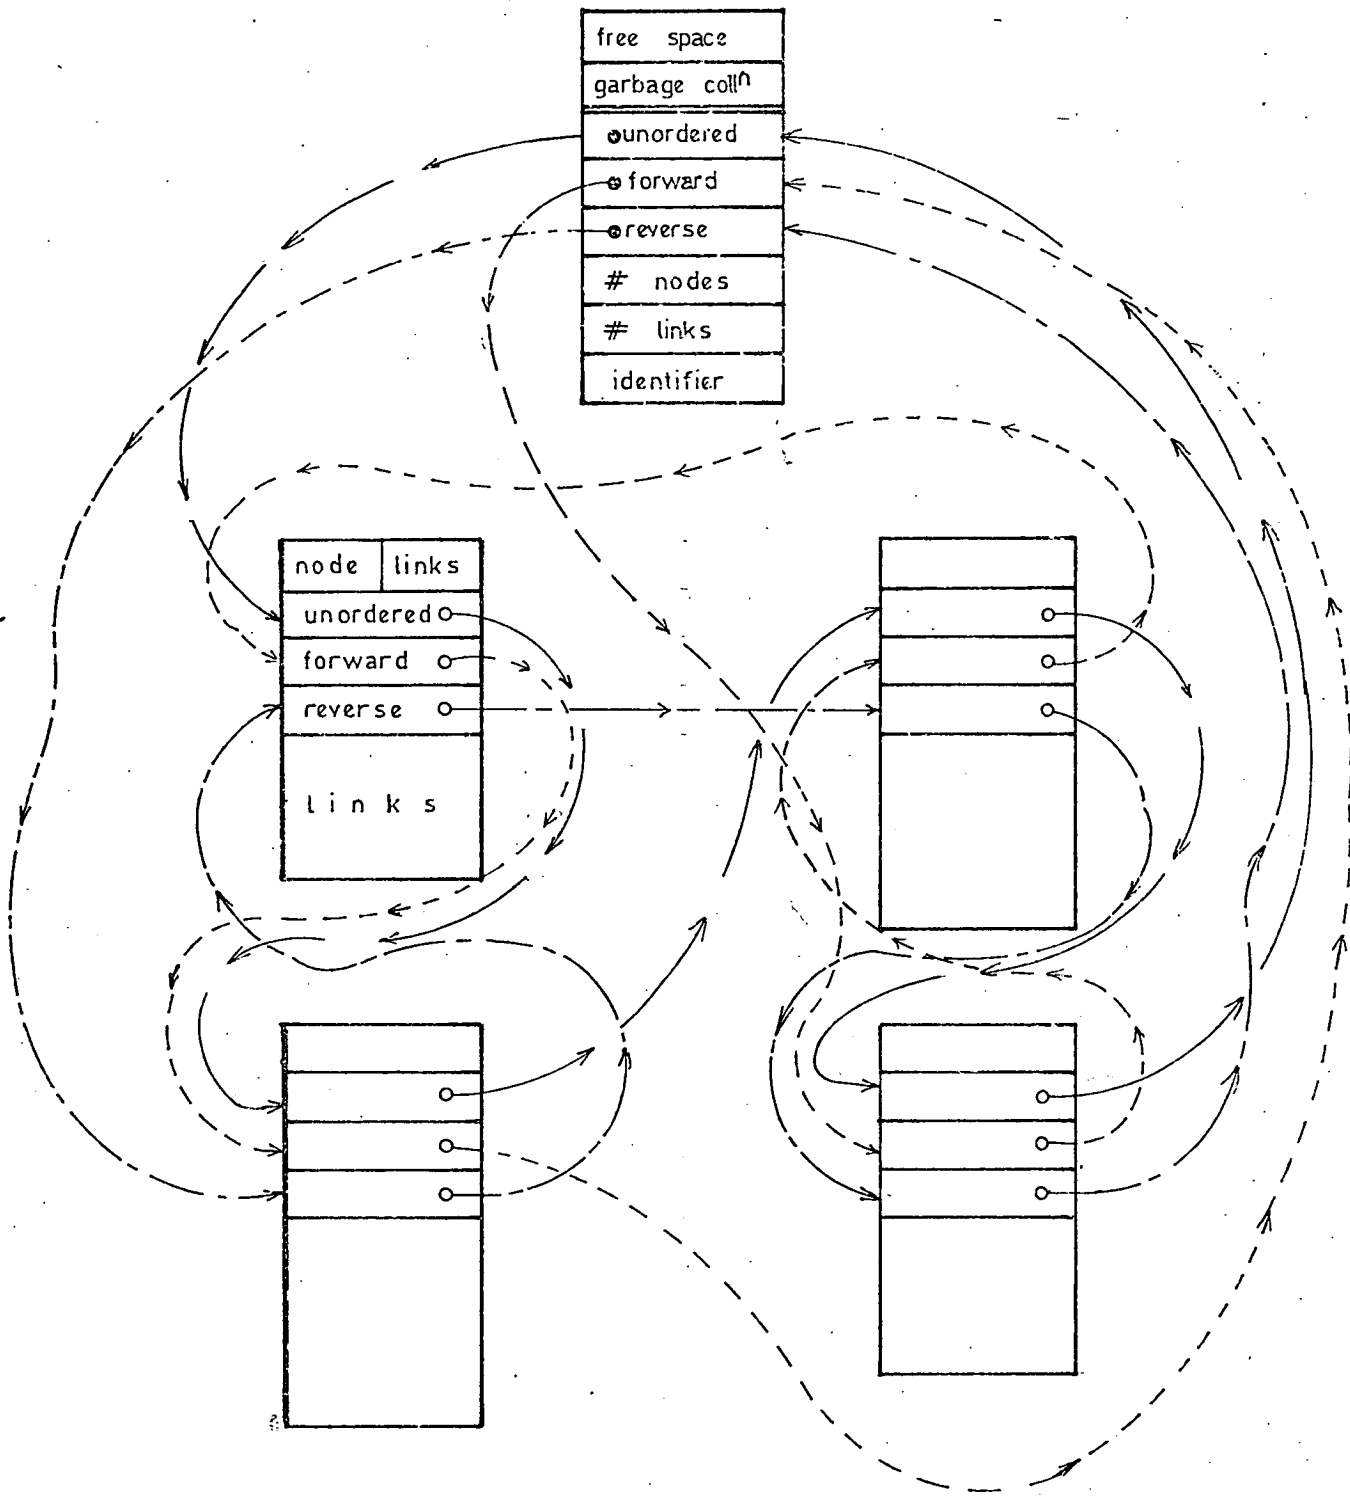 free space
garbage collⁿ
unordered
forward
reverse
# nodes
# links
identifier
node links
unordered
forward
reverse
links